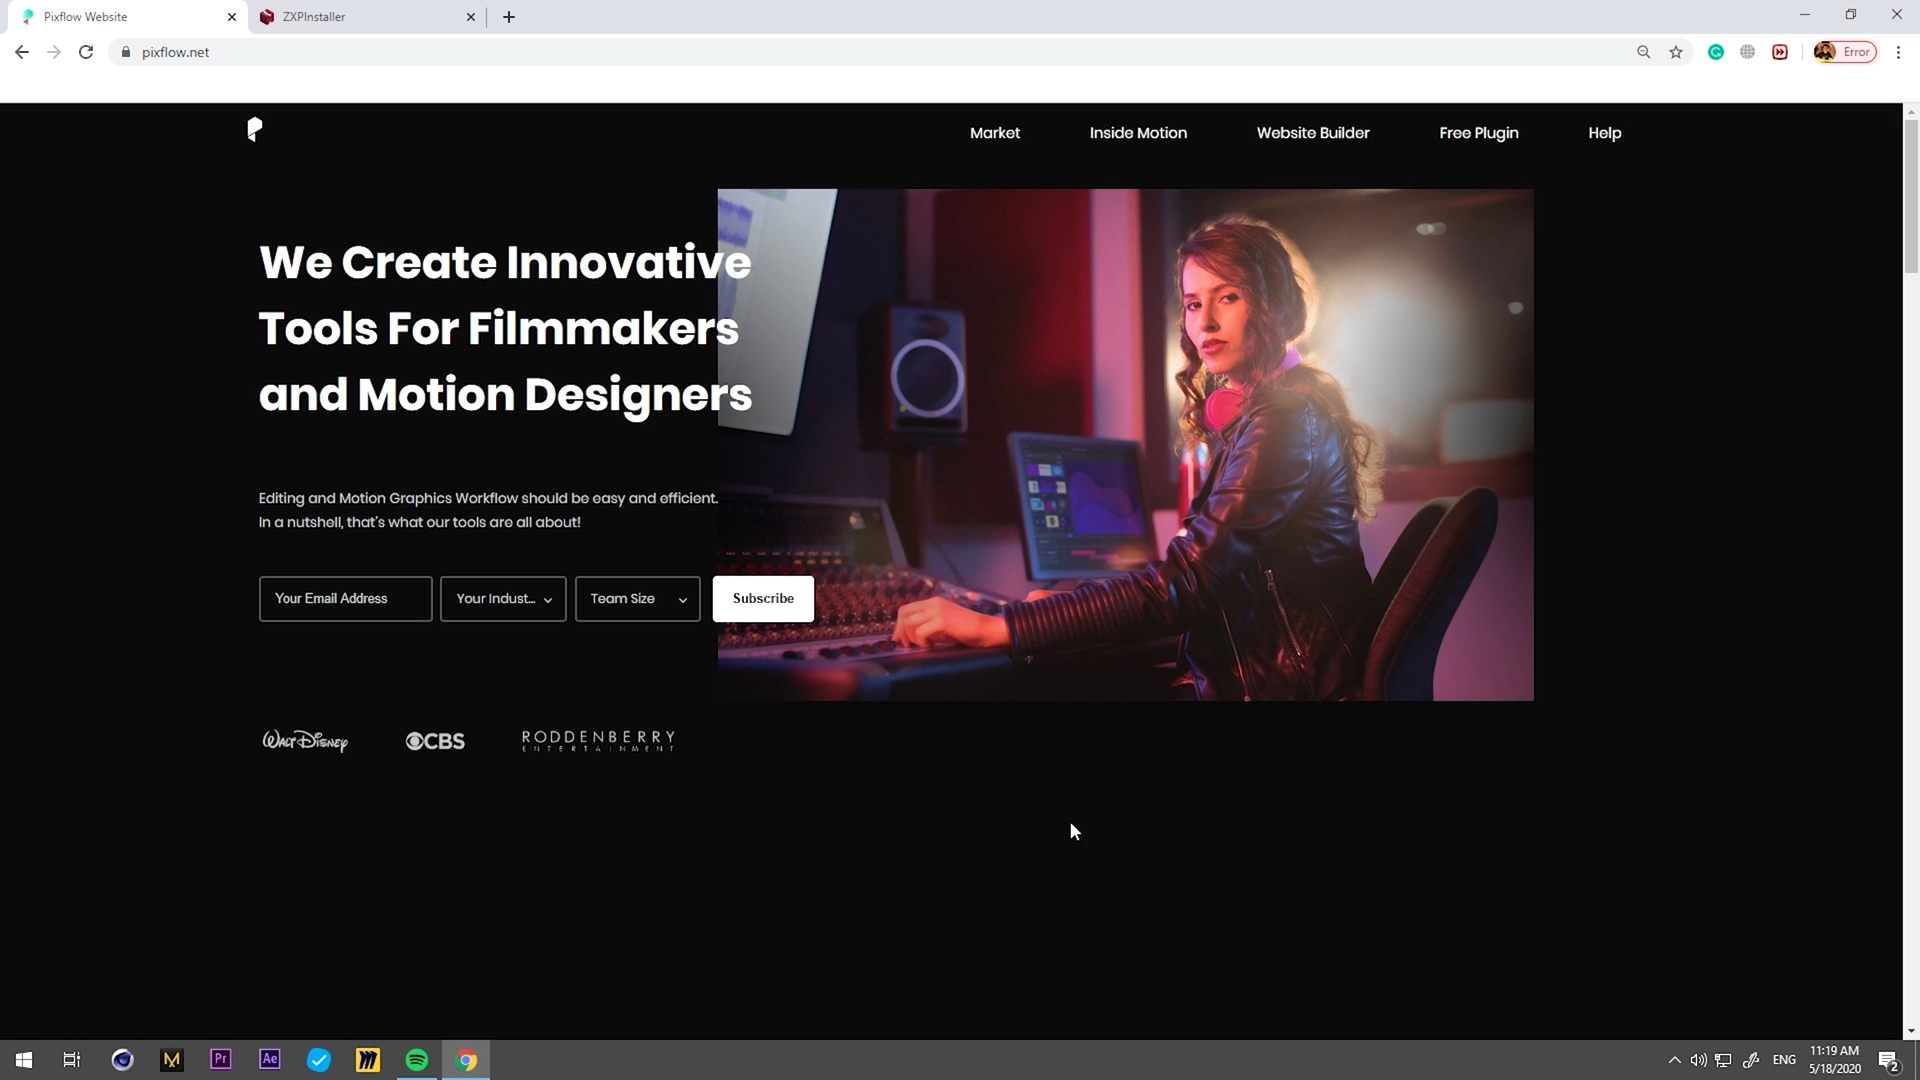 Pixflow Website
ZXPInstaller
pixflow.net
Error
Market
Inside Motion
Website Builder
Free Plugin
Help
We Create Innovative
Tools For Filmmakers
and Motion Designers
Editing and Motion Graphics Workflow should be easy and efficient.
In a nutshell, that's what our tools are all about!
Your Email Address
Your Indust...
Team Size
Subscribe
WALT DISNEY
CBS
RODDENBERRY
ENTERTAINMENT
Pr
Ae
ENG
11:19 AM
5/18/2020
2